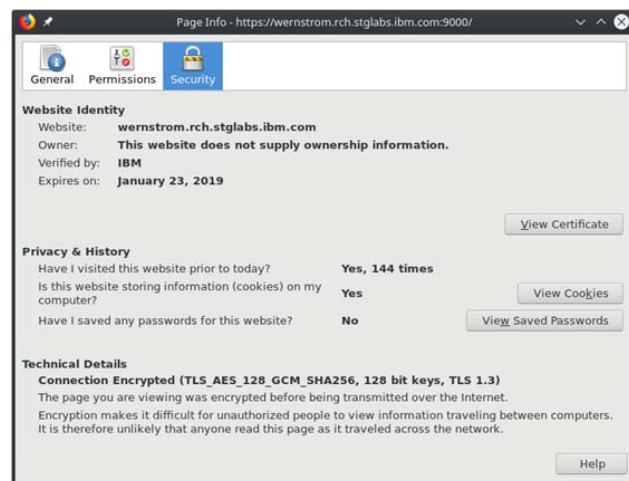 Page Info - https://wernstrom.rch.stglabs.ibm.com:9000/
General Permissions Security
Website Identity
Website: wernstrom.rch.stglabs.ibm.com
Owner: This website does not supply ownership information.
Verified by: IBM
Expires on: January 23, 2019
View Certificate
Privacy & History
Have I visited this website prior to today? Yes, 144 times
Is this website storing information (cookies) on my
computer? Yes View Cookies
Have I saved any passwords for this website? No View Saved Passwords
Technical Details
Connection Encrypted (TLS_AES_128_GCM_SHA256, 128 bit keys, TLS 1.3)
The page you are viewing was encrypted before being transmitted over the Internet.
Encryption makes it difficult for unauthorized people to view information traveling between computers.
It is therefore unlikely that anyone read this page as it traveled across the network.
Help